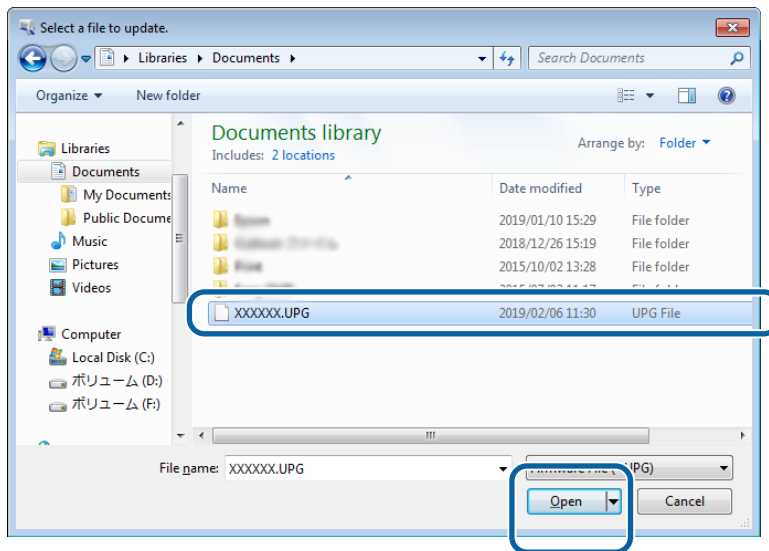 Select a file to update.
Libraries Documents
Search Documents
Organize New folder
Libraries
Documents
My Documents
Public Docume
Music
Pictures
Videos
Computer
Local Disk (C:)
ボリューム (D:)
ボリューム (F:)
Documents library
Includes: 2 locations
Arrange by: Folder
Name Date modified Type
2019/01/10 15:29 File folder
2018/12/26 15:19 File folder
2015/10/02 13:28 File folder
XXXXXX.UPG 2019/02/06 11:30 UPG File
File name: XXXXXX.UPG
UPG)
Open Cancel